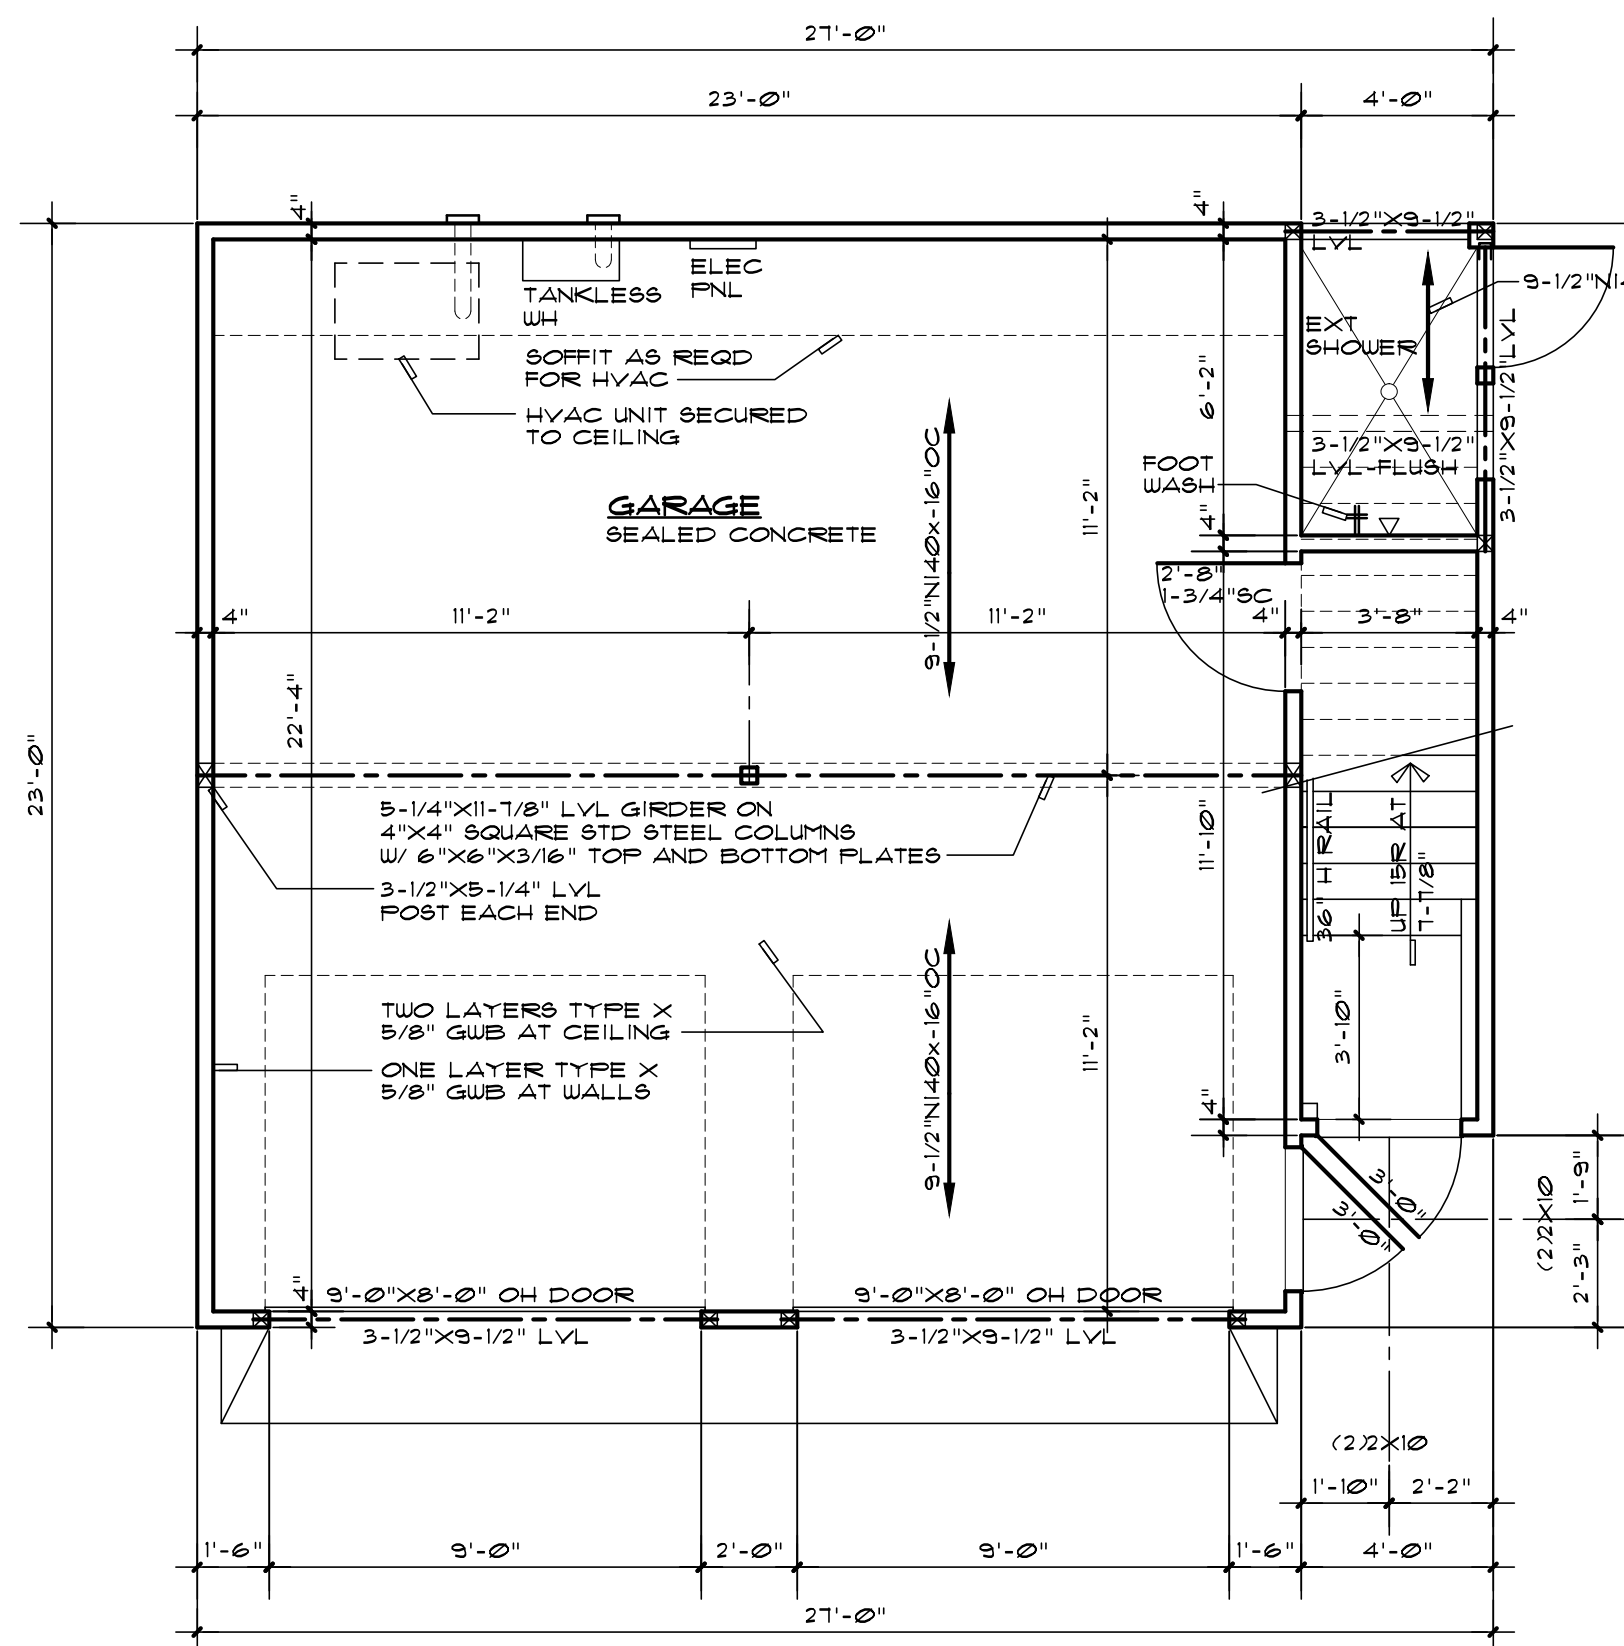 27'-0"
23'-0"
4'-0"
4"
4"
3-1/2"X9-1/2"
LVL
ELEC
PNL
TANKLESS
WH
SOFFIT AS REQD
FOR HVAC
HVAC UNIT SECURED
TO CEILING
EXT
SHOWER
3-1/2"X9-1/2"LVL
6'-2"
3-1/2"X9-1/2"
LVL-FLUSH
FOOT
WASH
GARAGE
SEALED CONCRETE
9-1/2"NI40x-16"OC
11'-2"
4"
2'-8"
1-3/4"SC
4"
11'-2"
11'-2"
4"
3'-8"
4"
22'-4"
23'-0"
5-1/4"X11-7/8" LVL GIRDER ON
4"X4" SQUARE STD STEEL COLUMNS
W/ 6"X6"X3/16" TOP AND BOTTOM PLATES
3-1/2"X5-1/4" LVL
POST EACH END
11'-10"
36" H RAIL
UP 15R AT
7-7/8"
TWO LAYERS TYPE X
5/8" GWB AT CEILING
ONE LAYER TYPE X
5/8" GWB AT WALLS
9-1/2"NI40x-16"OC
11'-2"
3'-10"
4"
3'-0"
3'-0"
(2)2X10
1'-9"
2'-3"
4"
9'-0"X8'-0" OH DOOR
9'-0"X8'-0" OH DOOR
3-1/2"X9-1/2" LVL
3-1/2"X9-1/2" LVL
(2)2X10
1'-10"
2'-2"
1'-6"
9'-0"
2'-0"
9'-0"
1'-6"
4'-0"
27'-0"